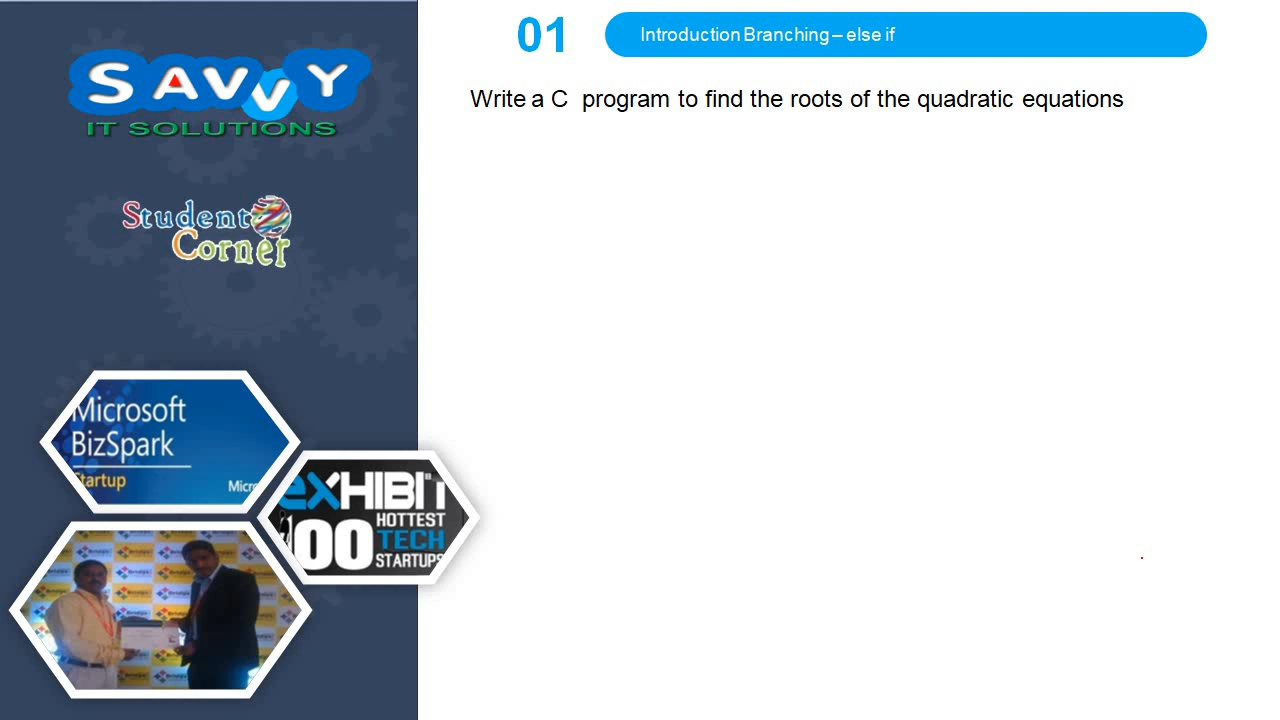 SAVVY
IT SOLUTIONS
Student
Corner
01
Introduction Branching – else if
Write a C program to find the roots of the quadratic equations
Microsoft
BizSpark
Startup
Micr
eXHIBIT
100
HOTTEST
TECH
STARTUPS